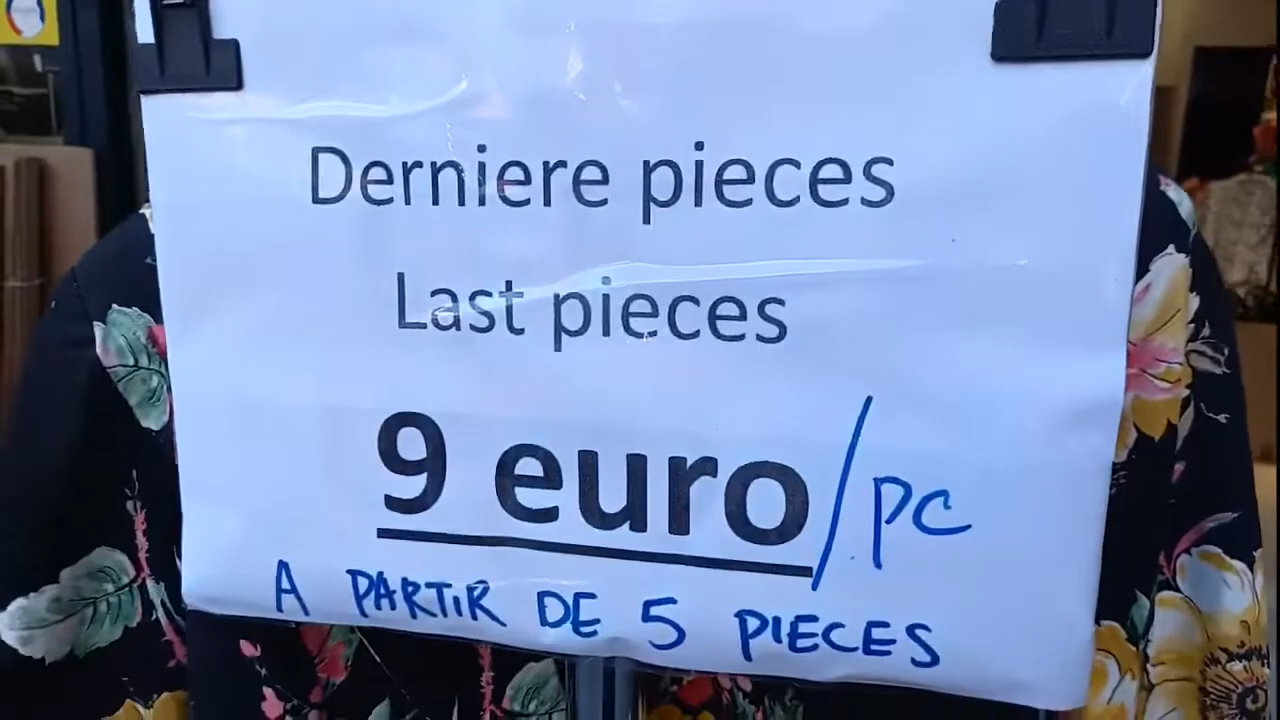 Derniere pieces
Last pieces
9 euro/PC
A PARTIR DE 5 PIECES